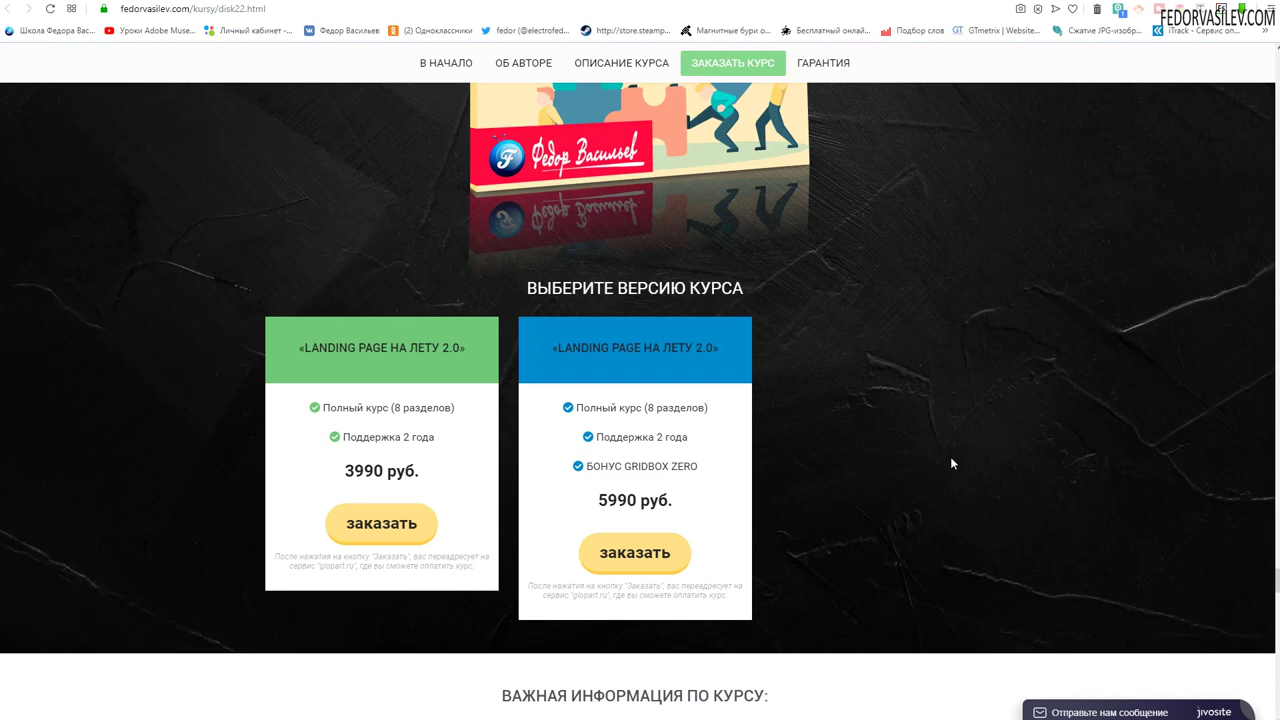 fedorvasilev.com/kursy/disk22.html
FEDORVASILEV.COM
Школа Федора Вас...
Уроки Adobe Muse...
Личный кабинет -...
Федор Васильев
(2) Одноклассники
fedor (@electrofed...
http://store.steamp...
Магнитные бури о...
Бесплатный онлай...
Подбор слов
GTmetrix | Website...
Сжатие JPG-изобр...
iTrack - Сервис оп...
В НАЧАЛО
ОБ АВТОРЕ
ОПИСАНИЕ КУРСА
ЗАКАЗАТЬ КУРС
ГАРАНТИЯ
Федор Васильев
ВЫБЕРИТЕ ВЕРСИЮ КУРСА
«LANDING PAGE НА ЛЕТУ 2.0»
Полный курс (8 разделов)
Поддержка 2 года
3990 руб.
заказать
После нажатия на кнопку "Заказать", вас переадресует на
сервис "glopart.ru", где вы сможете оплатить курс.
«LANDING PAGE НА ЛЕТУ 2.0»
Полный курс (8 разделов)
Поддержка 2 года
БОНУС GRIDBOX ZERO
5990 руб.
заказать
После нажатия на кнопку "Заказать", вас переадресует на
сервис "glopart.ru", где вы сможете оплатить курс.
ВАЖНАЯ ИНФОРМАЦИЯ ПО КУРСУ:
Отправьте нам сообщение
jivosite